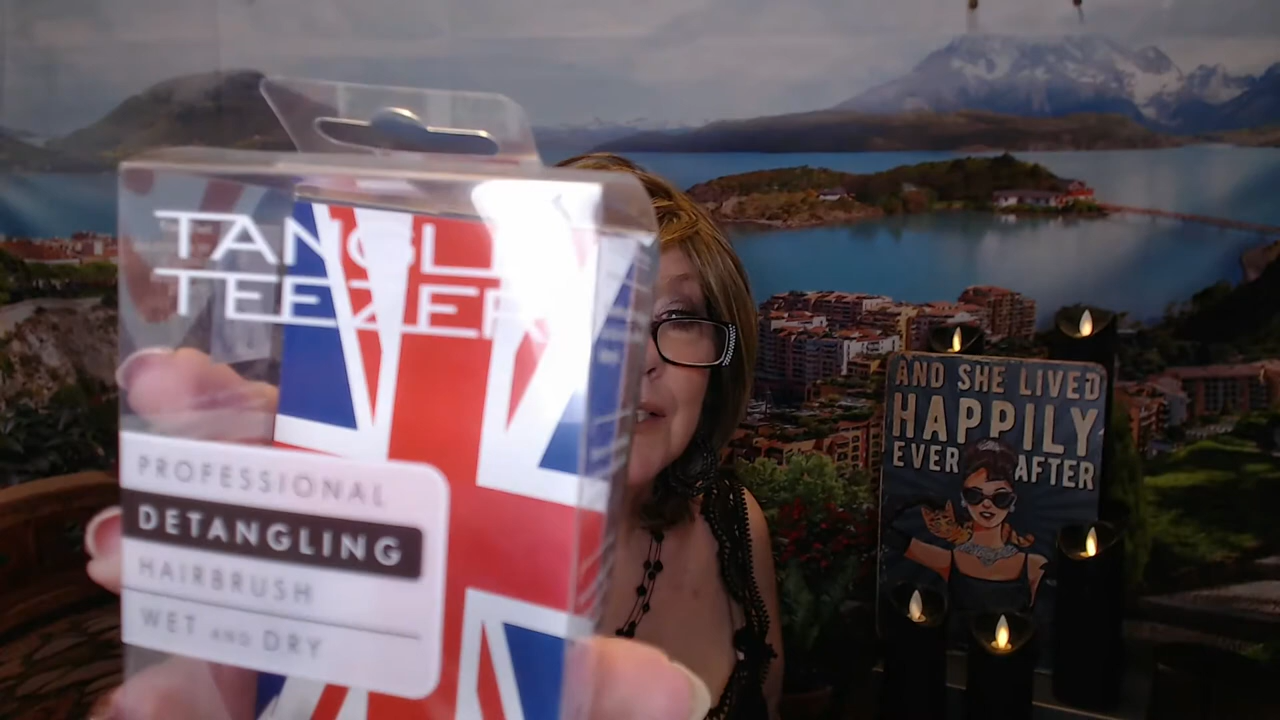 TANGLE
TEEZER
PROFESSIONAL
DETANGLING
HAIRBRUSH
WET AND DRY
AND SHE LIVED
HAPPILY
EVER AFTER